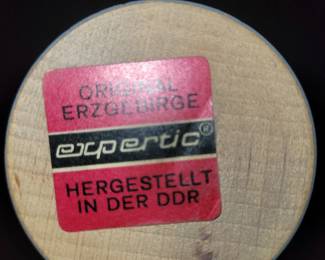 ORIGINAL
ERZGEBIRGE
expertic®
HERGESTELLT
IN DER DDR